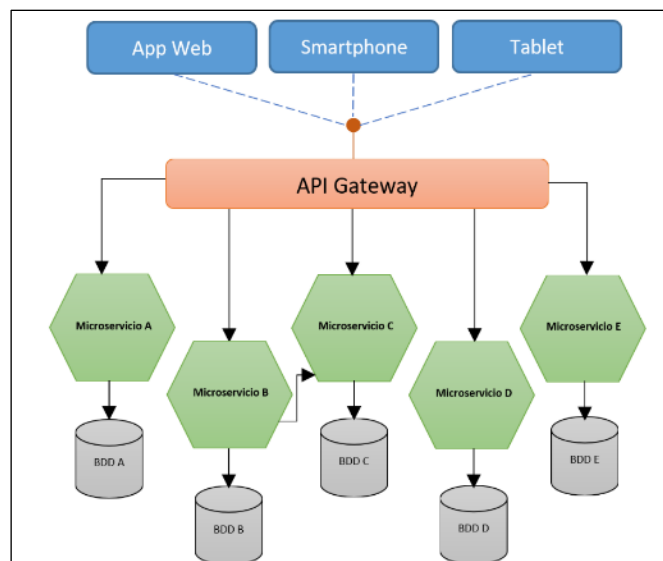 App Web
Smartphone
Tablet
API Gateway
Microservicio A
Microservicio B
Microservicio C
Microservicio D
Microservicio E
BDD A
BDD B
BDD C
BDD D
BDD E